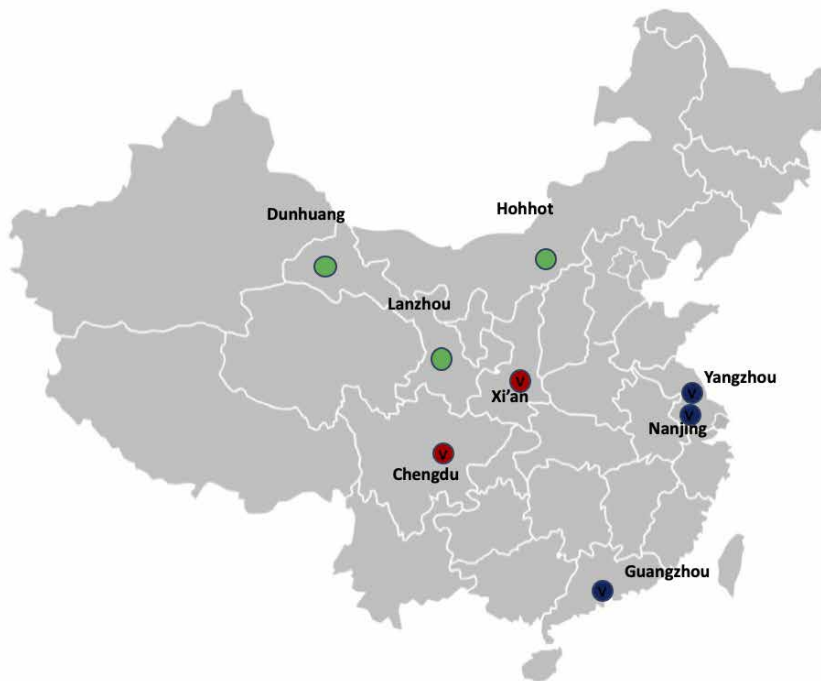 Dunhuang
Hohhot
Lanzhou
V
Xi'an
V
Yangzhou
V
Nanjing
V
Chengdu
Guangzhou
V